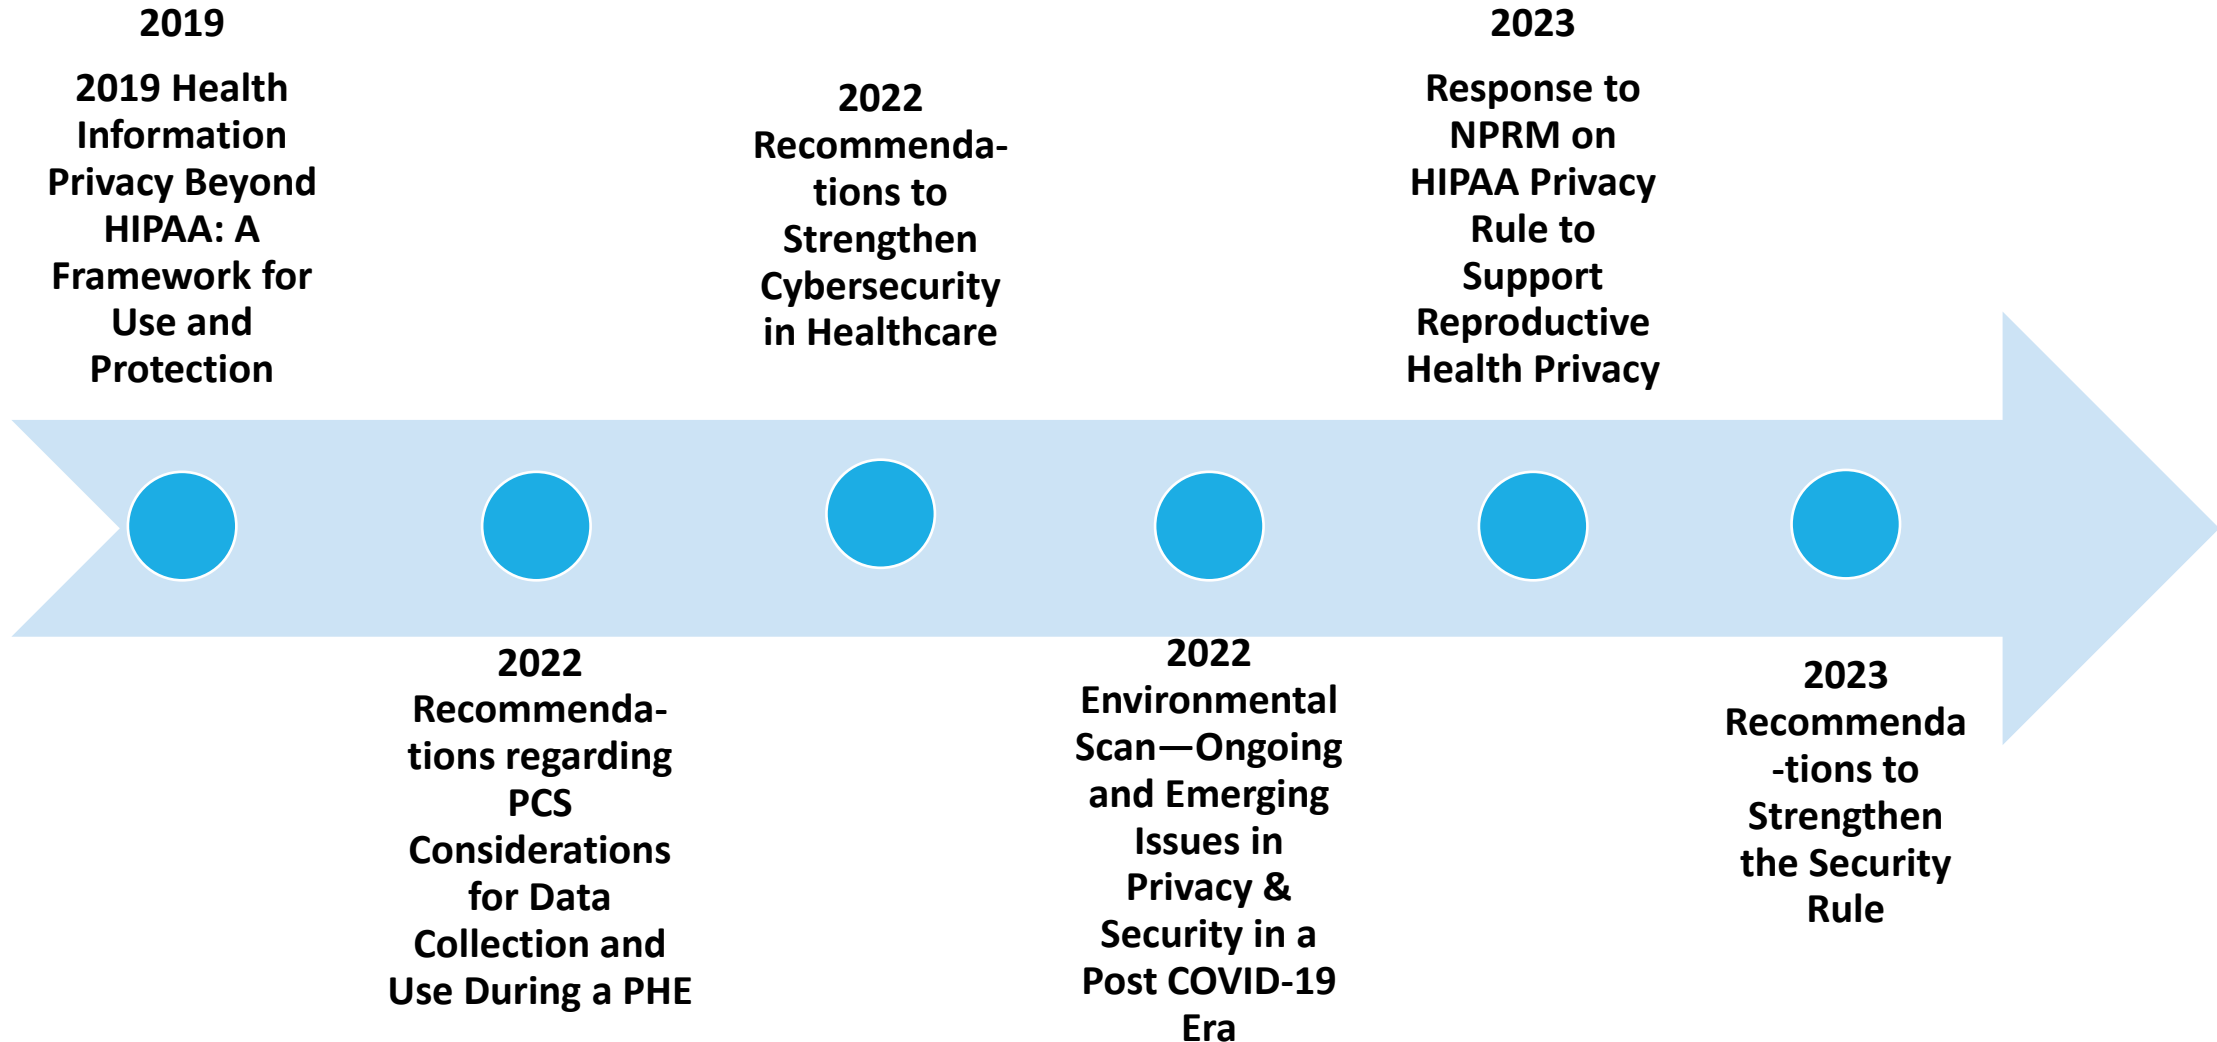 2019
2019 Health
Information
Privacy Beyond
HIPAA: A
Framework for
Use and
Protection
2022
Recommenda-
tions regarding
PCS
Considerations
for Data
Collection and
Use During a PHE
2022
Recommenda-
tions to
Strengthen
Cybersecurity
in Healthcare
2022
Environmental
Scan—Ongoing
and Emerging
Issues in
Privacy &
Security in a
Post COVID-19
Era
2023
Response to
NPRM on
HIPAA Privacy
Rule to
Support
Reproductive
Health Privacy
2023
Recommenda
-tions to
Strengthen
the Security
Rule